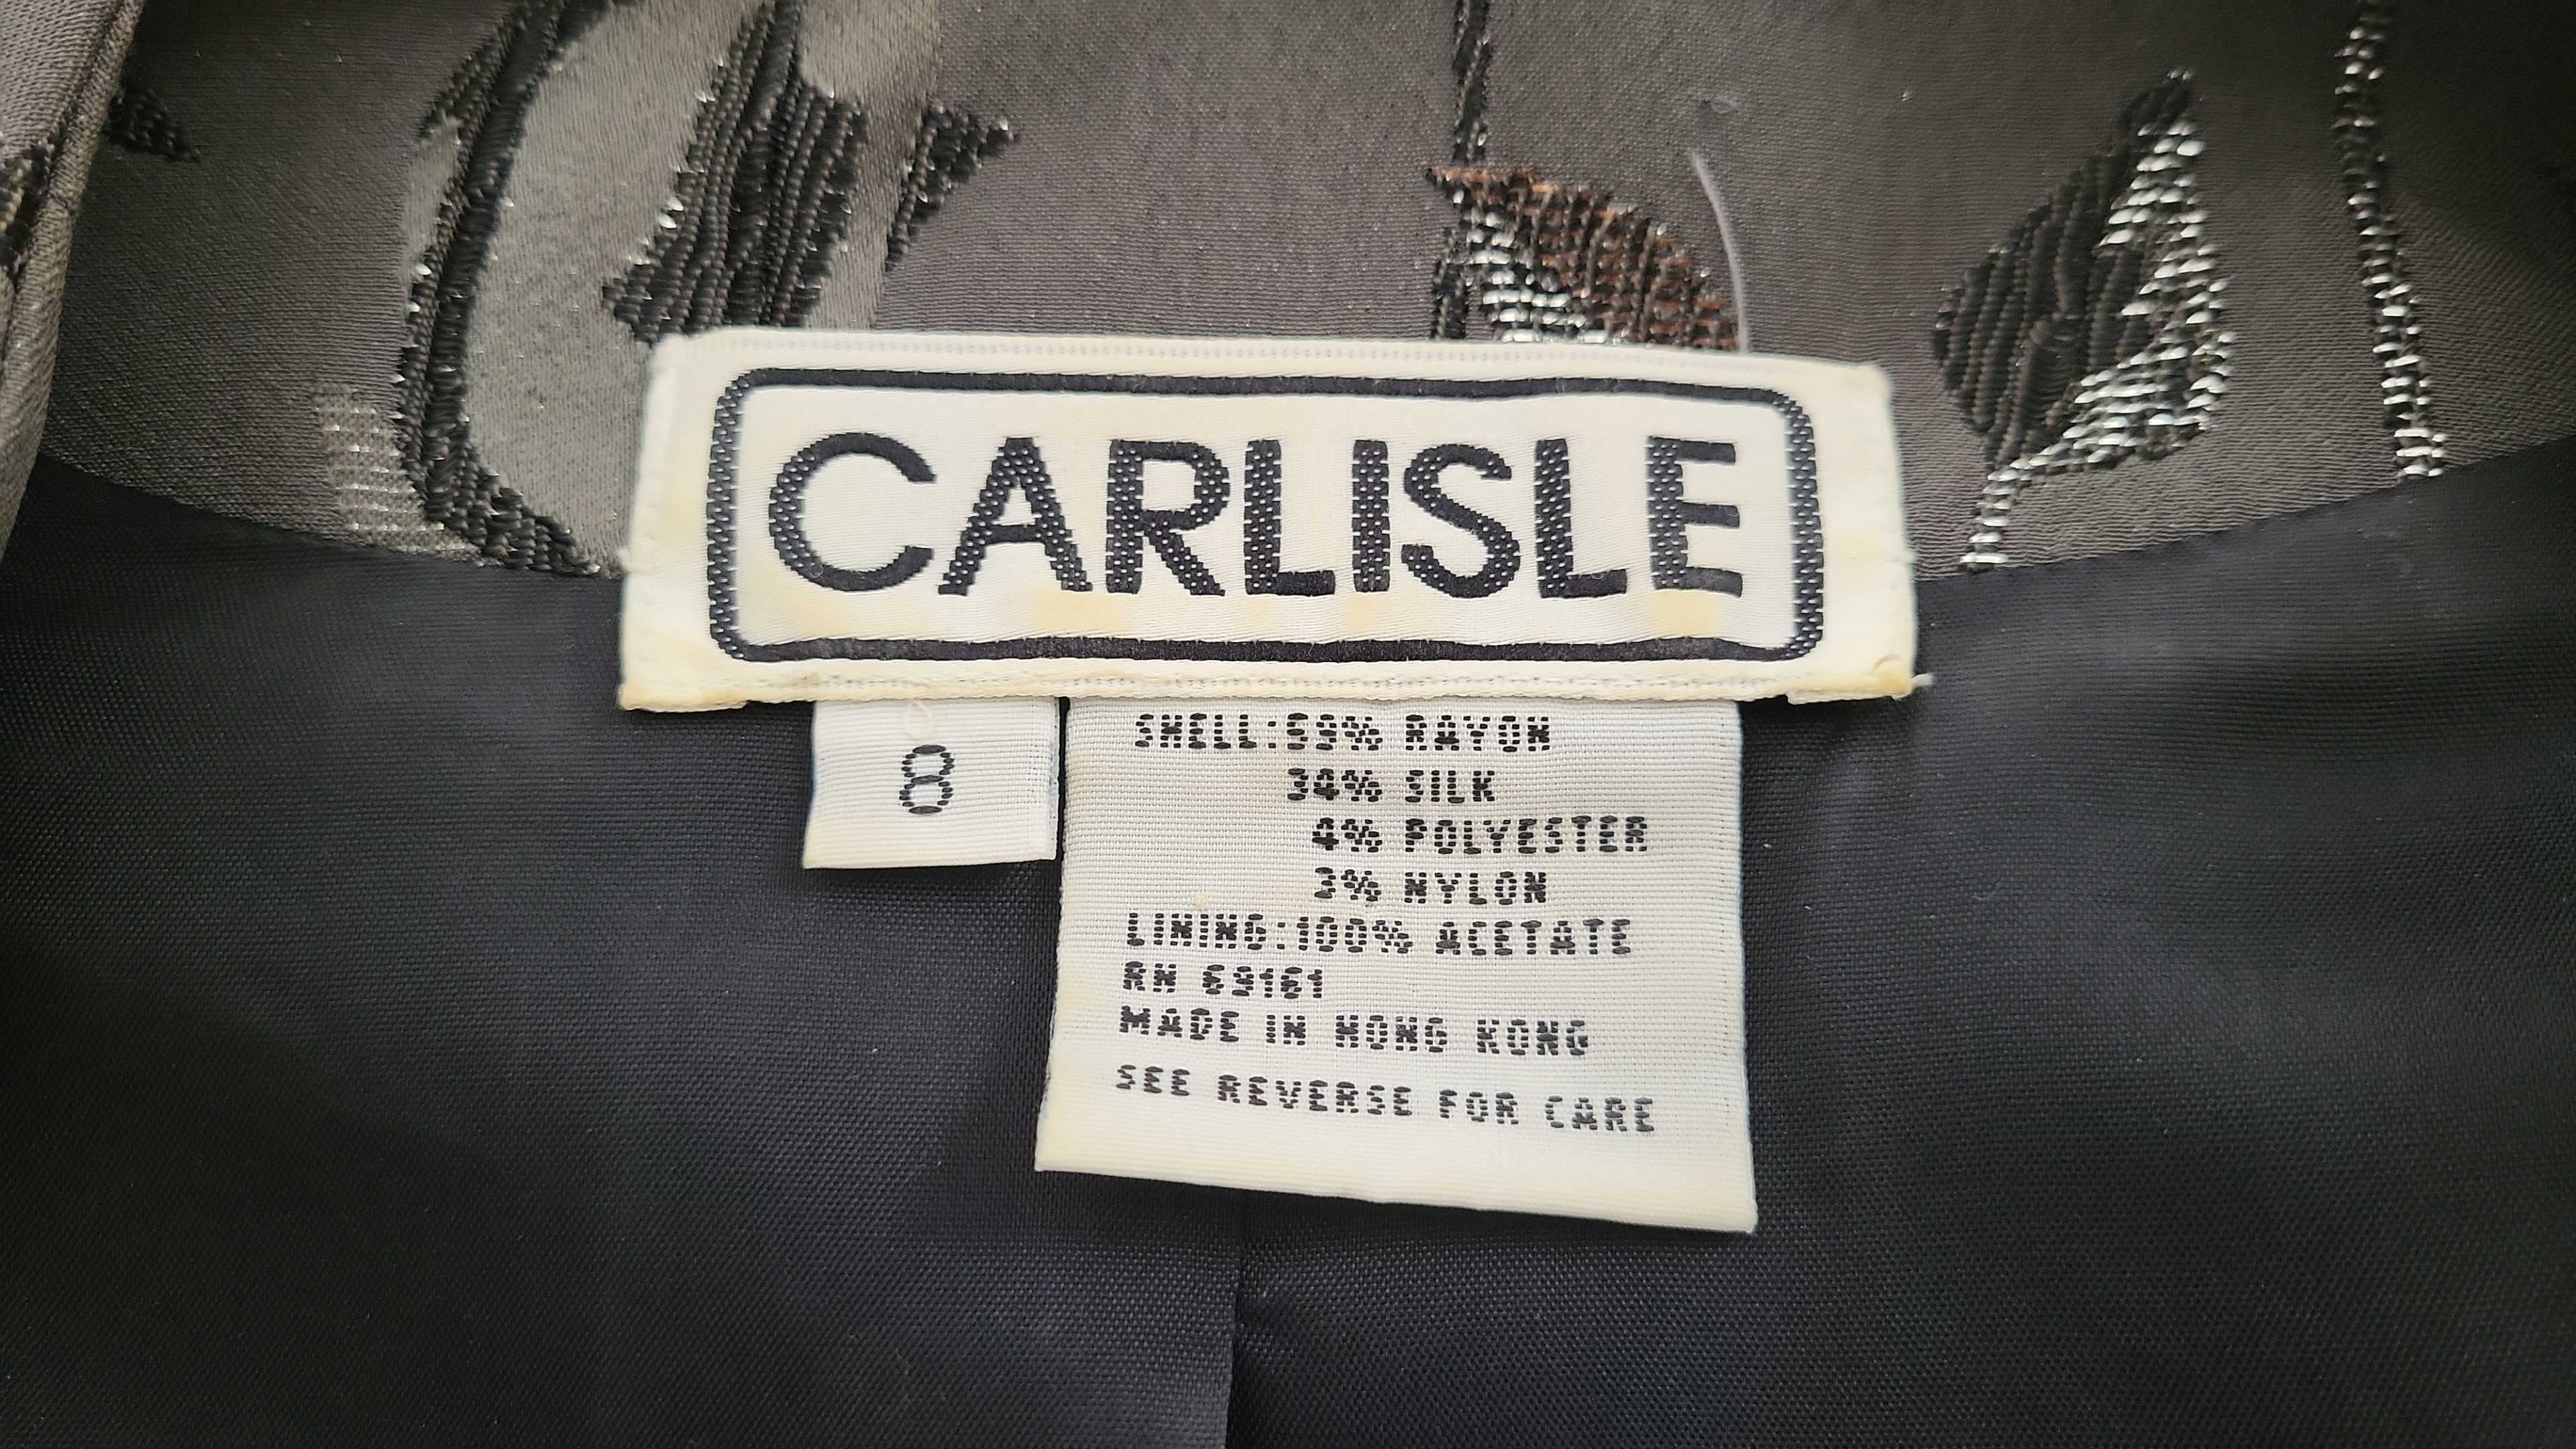 CARLISLE
8
SHELL:59% RAYON
34% SILK
4% POLYESTER
3% NYLON
LINING:100% ACETATE
RN
MADE IN HONG KONG
SEE REVERSE FOR CARE